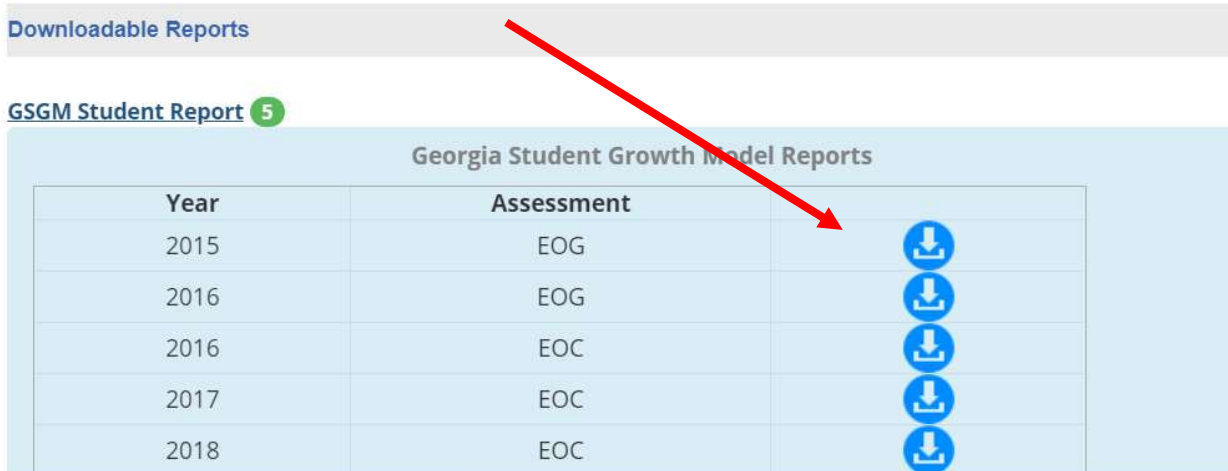 Downloadable Reports
GSGM Student Report 5
Georgia Student Growth Model Reports
Year Assessment
2015 EOG
2016 EOG
2016 EOC
2017 EOC
2018 EOC